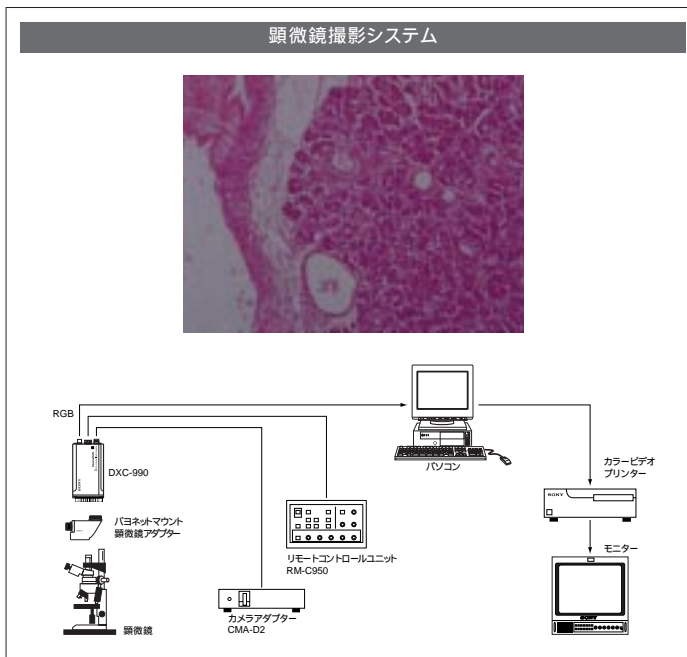 顕微鏡撮影システム
RGB
DXC-990
バヨネットマウント
顕微鏡アダプター
顕微鏡
カメラアダプター
CMA-D2
リモートコントロールユニット
RM-C950
パソコン
カラービデオ
プリンター
SONY
モニター
SONY